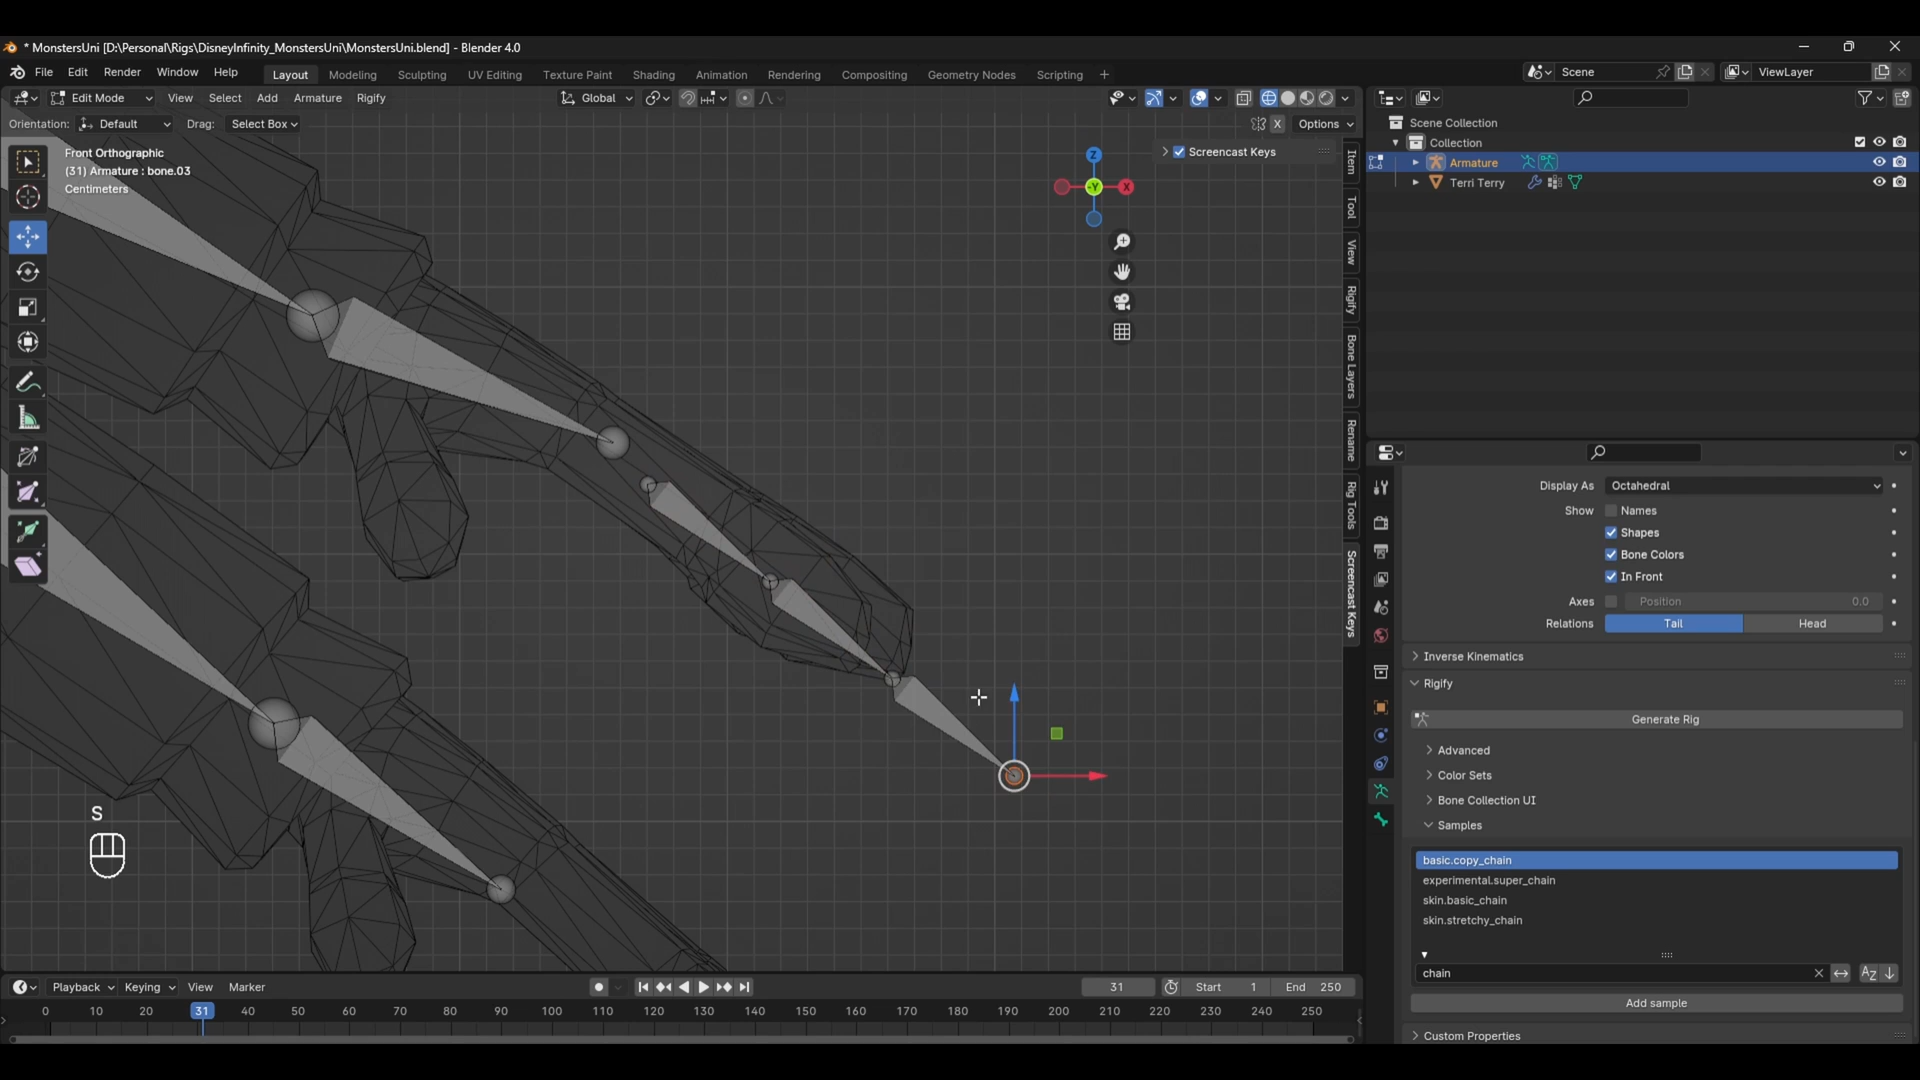 * MonstersUni [D:\Personal\Rigs\DisneyInfinity_MonstersUni\MonstersUni.blend] - Blender 4.0
File Edit Render Window Help Layout Modeling Sculpting UV Editing Texture Paint Shading Animation Rendering Compositing Geometry Nodes Scripting + Scene ViewLayer
Edit Mode View Select Add Armature Rigify Global
Orientation: Default Drag: Select Box X Options
Scene Collection
Collection
Armature
Terri Terry
Front Orthographic
(31) Armature : bone.03
Centimeters
Screencast Keys
Z
-Y
X
Item
Tool
View
Rigify
Bone Layers
Rename
Rig Tools
Screencast Keys
S
Display As Octahedral
Show Names
Shapes
Bone Colors
In Front
Axes Position 0.0
Relations Tail Head
Inverse Kinematics
Rigify
Generate Rig
Advanced
Color Sets
Bone Collection UI
Samples
basic.copy_chain
experimental.super_chain
skin.basic_chain
skin.stretchy_chain
chain
Add sample
Custom Properties
Playback Keying View Marker 31 Start 1 End 250
0 10 20 31 40 50 60 70 80 90 100 110 120 130 140 150 160 170 180 190 200 210 220 230 240 250